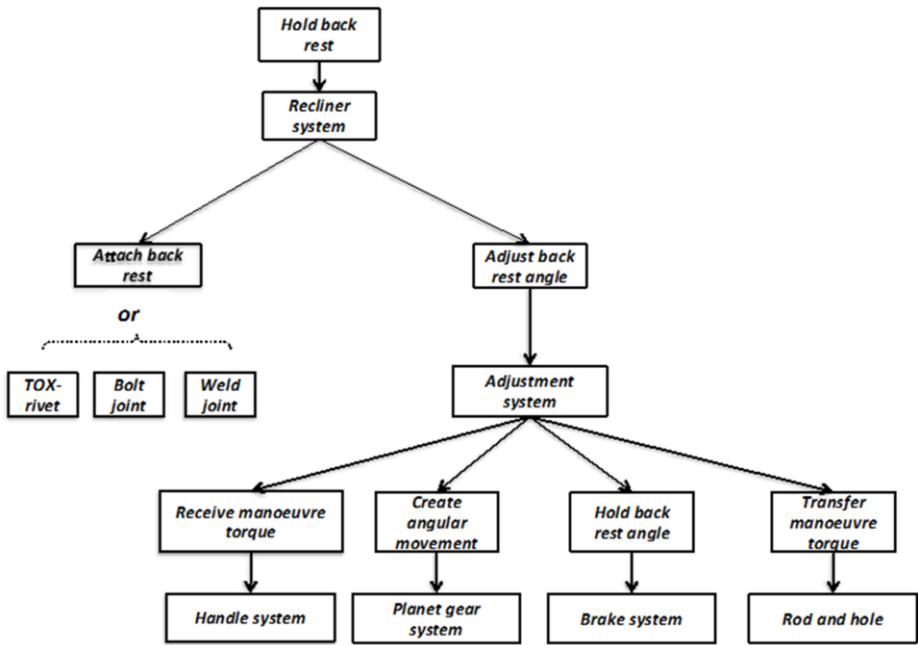 Hold back
rest
Recliner
system
Attach back
rest
Adjust back
rest angle
or
TOX-
rivet
Bolt
joint
Weld
joint
Adjustment
system
Receive manoeuvre
torque
Create
angular
movement
Hold back
rest angle
Transfer
manoeuvre
torque
Handle system
Planet gear
system
Brake system
Rod and hole